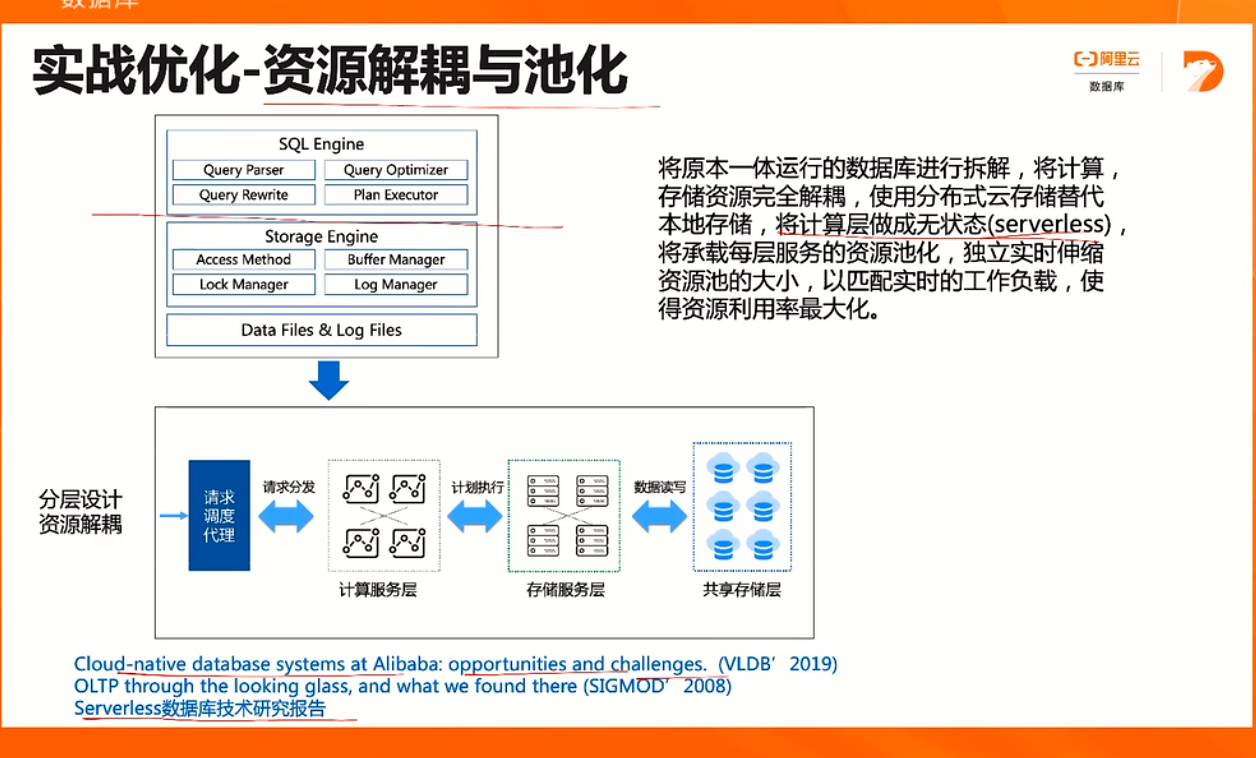 数据库
实战优化-资源解耦与池化
阿里云
数据库
SQL Engine
Query Parser
Query Optimizer
Query Rewrite
Plan Executor
Storage Engine
Access Method
Buffer Manager
Lock Manager
Log Manager
Data Files & Log Files
将原本一体运行的数据库进行拆解，将计算，
存储资源完全解耦，使用分布式云存储替代
本地存储，将计算层做成无状态(serverless)，
将承载每层服务的资源池化，独立实时伸缩
资源池的大小，以匹配实时的工作负载，使
得资源利用率最大化。
分层设计
资源解耦
请求
调度
代理
请求分发
计算服务层
计划执行
存储服务层
数据读写
共享存储层
Cloud-native database systems at Alibaba: opportunities and challenges. (VLDB’ 2019)
OLTP through the looking glass, and what we found there (SIGMOD’ 2008)
Serverless数据库技术研究报告